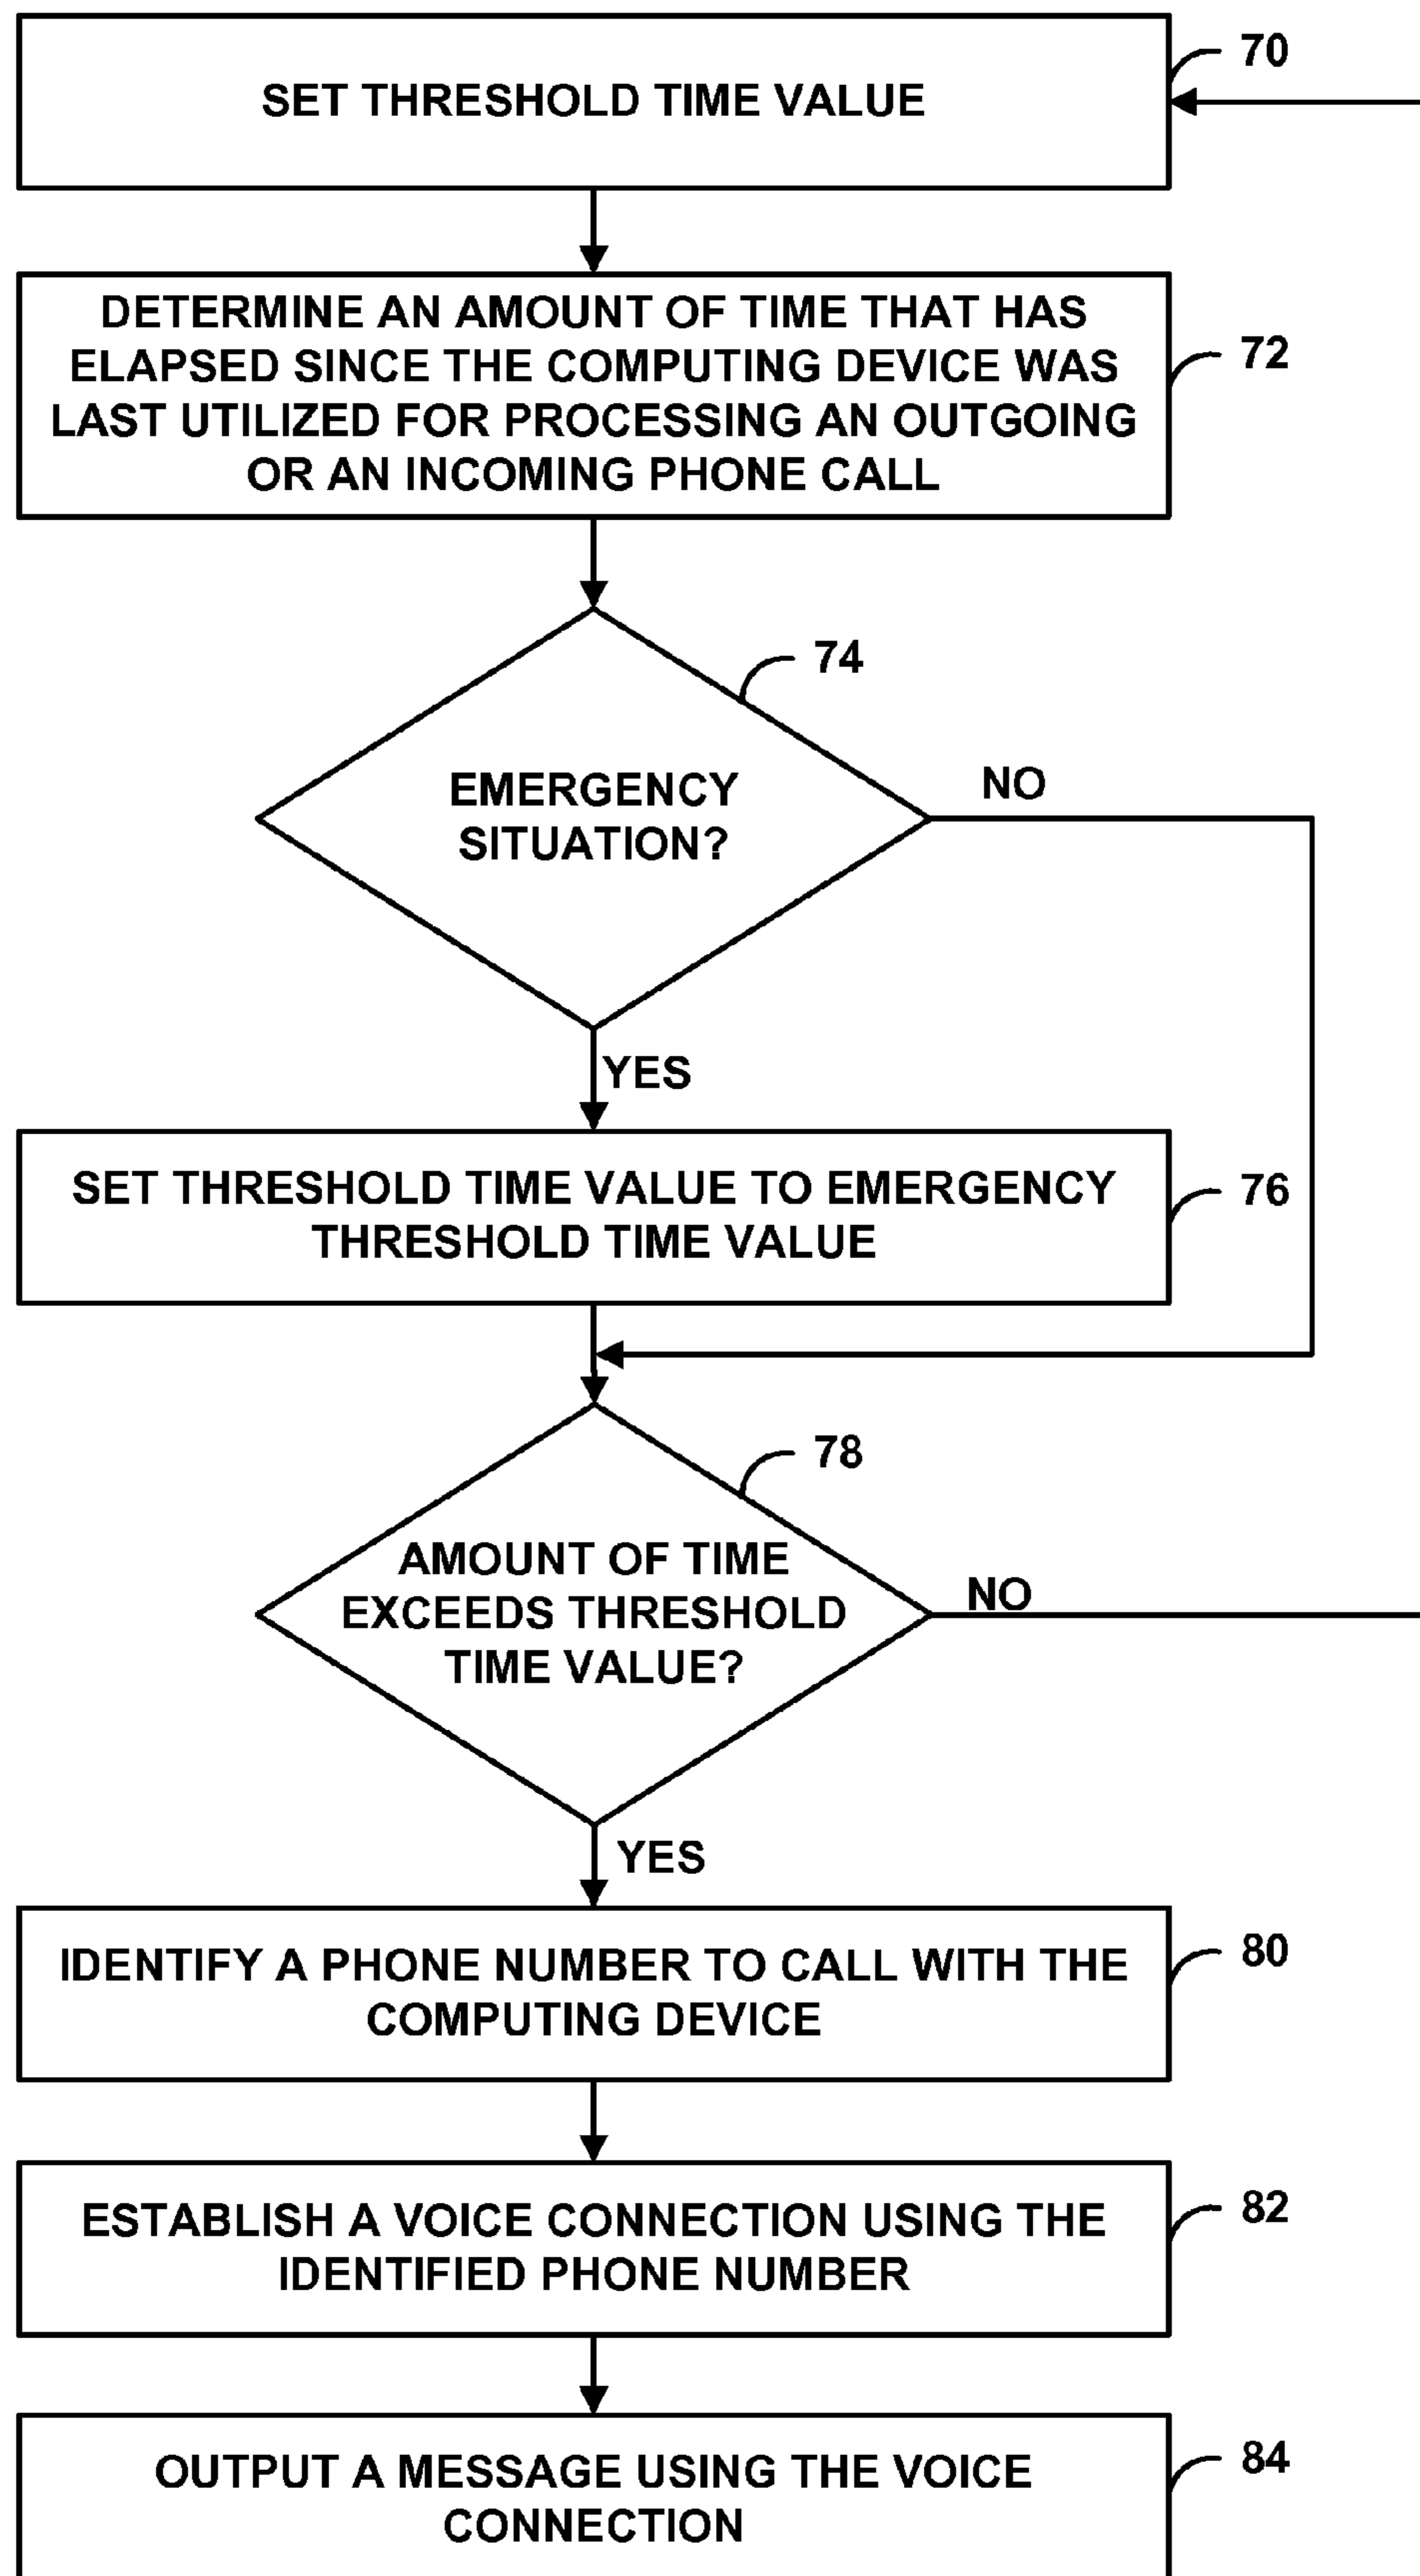 70
SET THRESHOLD TIME VALUE
DETERMINE AN AMOUNT OF TIME THAT HAS
ELAPSED SINCE THE COMPUTING DEVICE WAS
LAST UTILIZED FOR PROCESSING AN OUTGOING
OR AN INCOMING PHONE CALL
72
74
EMERGENCY
SITUATION?
NO
YES
SET THRESHOLD TIME VALUE TO EMERGENCY
THRESHOLD TIME VALUE
76
78
AMOUNT OF TIME
EXCEEDS THRESHOLD
TIME VALUE?
NO
YES
IDENTIFY A PHONE NUMBER TO CALL WITH THE
COMPUTING DEVICE
80
ESTABLISH A VOICE CONNECTION USING THE
IDENTIFIED PHONE NUMBER
82
OUTPUT A MESSAGE USING THE VOICE
CONNECTION
84